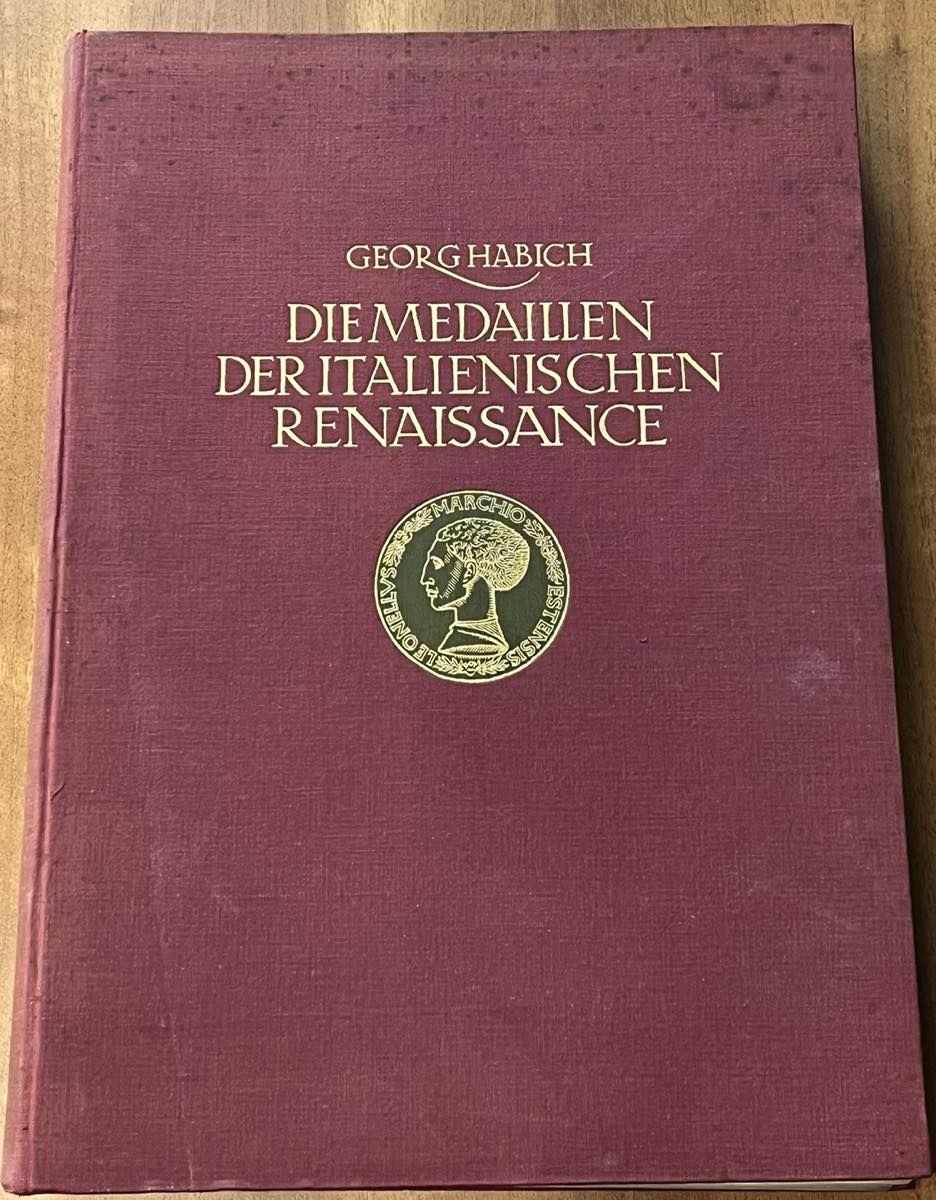 GEORG HABICH
DIE MEDAILLEN
DER ITALIENISCHEN
RENAISSANCE
LEONELLVS MARCHIO ESTENSIS